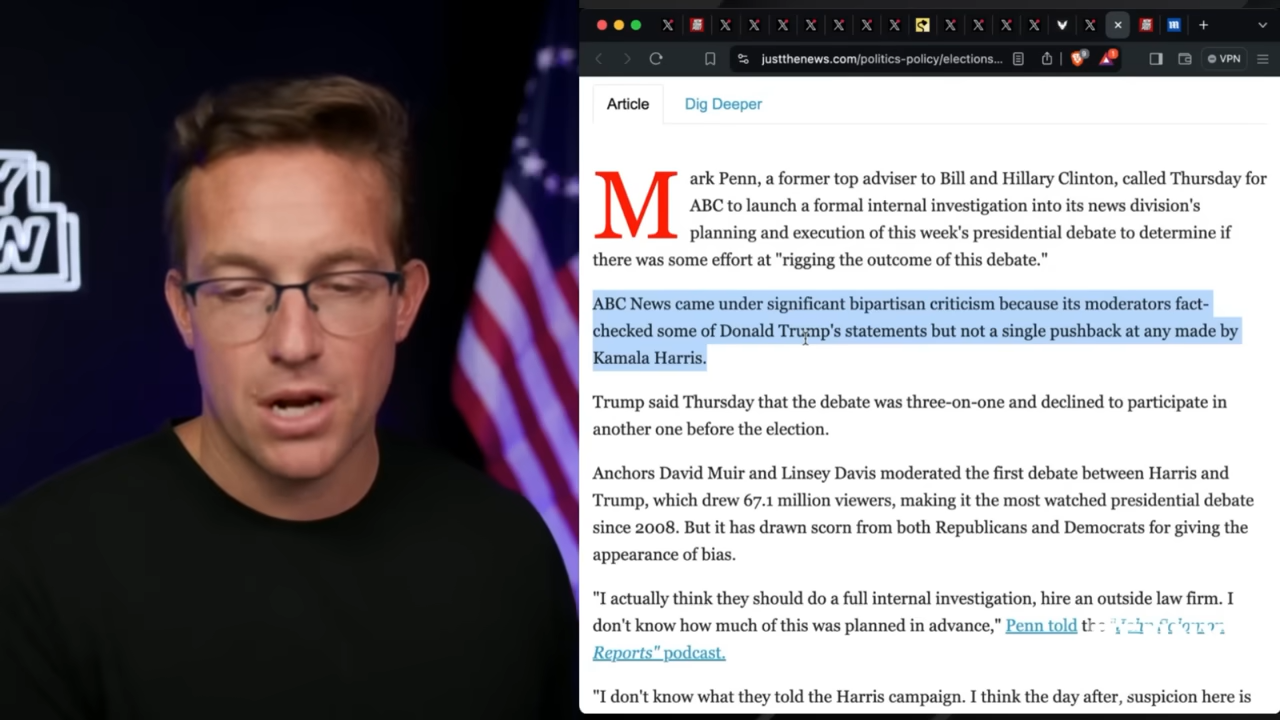 Y
W
justthenews.com/politics-policy/elections...
VPN
Article
Dig Deeper
Mark Penn, a former top adviser to Bill and Hillary Clinton, called Thursday for
ABC to launch a formal internal investigation into its news division's
planning and execution of this week's presidential debate to determine if
there was some effort at "rigging the outcome of this debate."
ABC News came under significant bipartisan criticism because its moderators fact-
checked some of Donald Trump's statements but not a single pushback at any made by
Kamala Harris.
Trump said Thursday that the debate was three-on-one and declined to participate in
another one before the election.
Anchors David Muir and Linsey Davis moderated the first debate between Harris and
Trump, which drew 67.1 million viewers, making it the most watched presidential debate
since 2008. But it has drawn scorn from both Republicans and Democrats for giving the
appearance of bias.
"I actually think they should do a full internal investigation, hire an outside law firm. I
don't know how much of this was planned in advance," Penn told
Reports" podcast.
"I don't know what they told the Harris campaign. I think the day after, suspicion here is